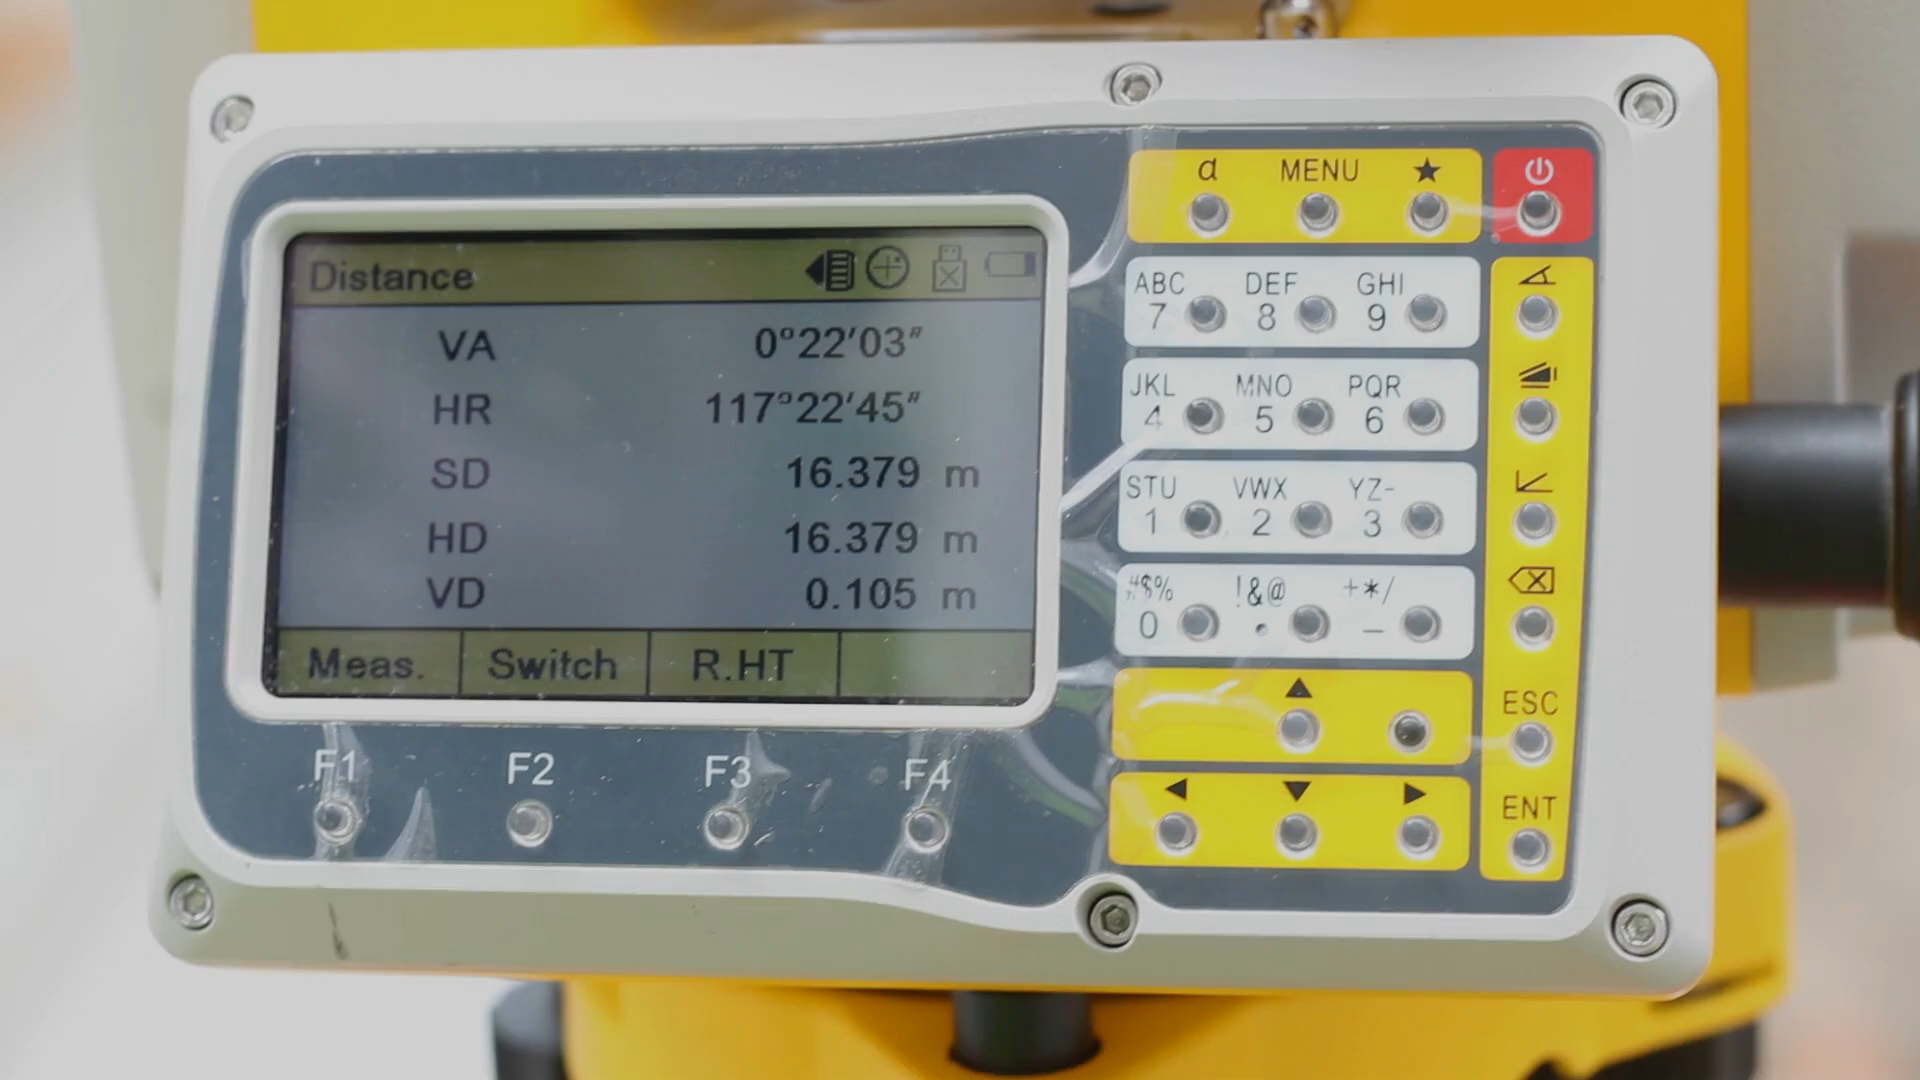 Distance
VA 0°22'03"
HR 117°22'45"
SD 16.379 m
HD 16.379 m
VD 0.105 m
Meas. Switch R.HT
F1 F2 F3 F4
α MENU ★
ABC DEF GHI
7 8 9
JKL MNO PQR
4 5 6
STU VWX YZ-
1 2 3
#$% !&@ +*/
0 . —
ESC
ENT